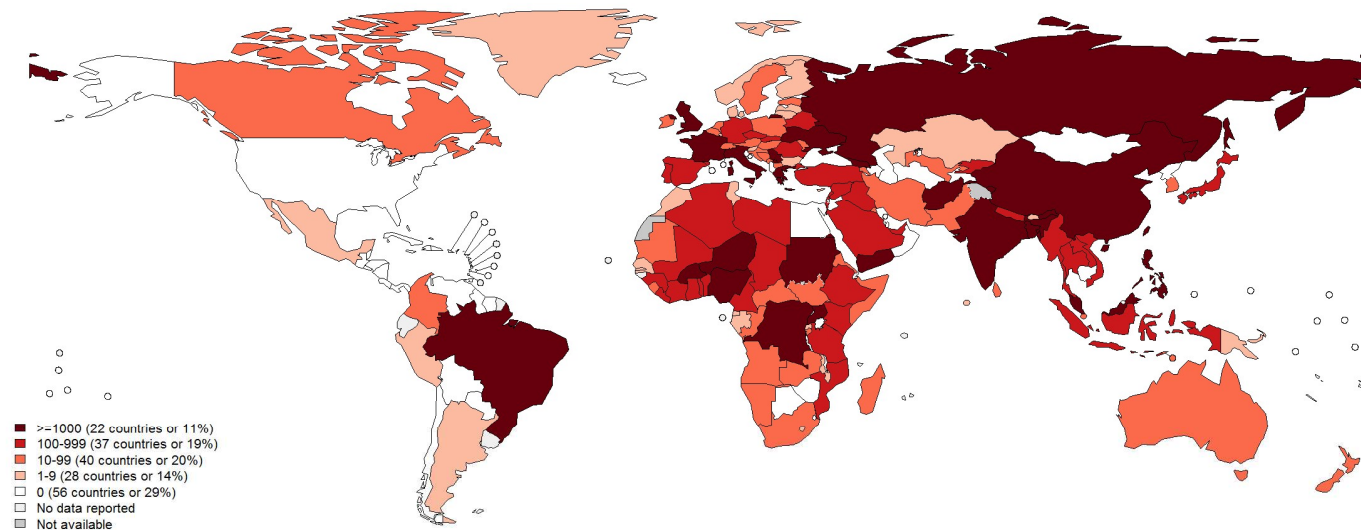 >=1000 (22 countries or 11%)
100-999 (37 countries or 19%)
10-99 (40 countries or 20%)
1-9 (28 countries or 14%)
0 (56 countries or 29%)
No data reported
Not available